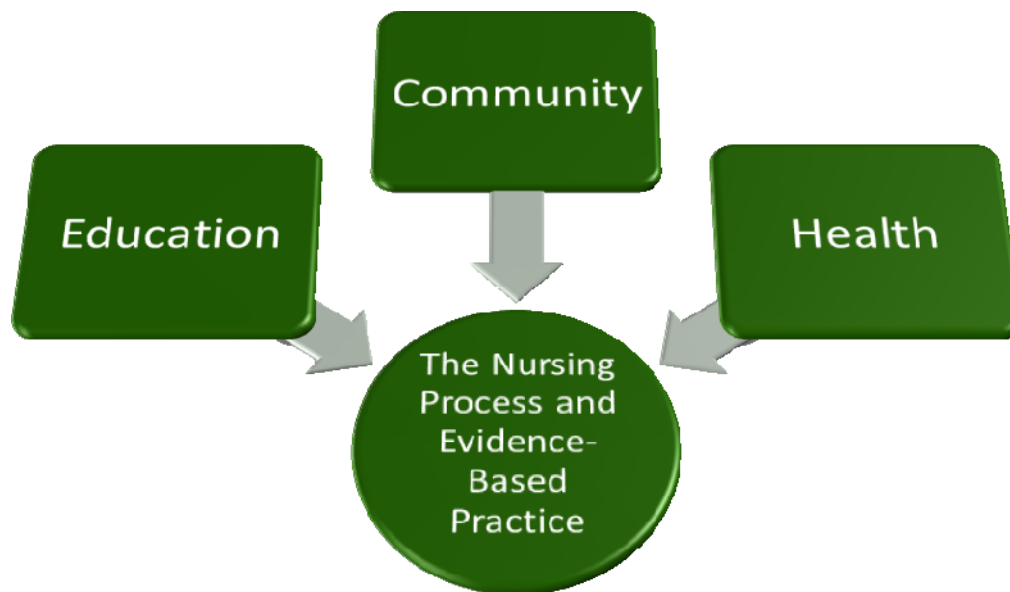 Community
Education
Health
The Nursing
Process and
Evidence-
Based
Practice